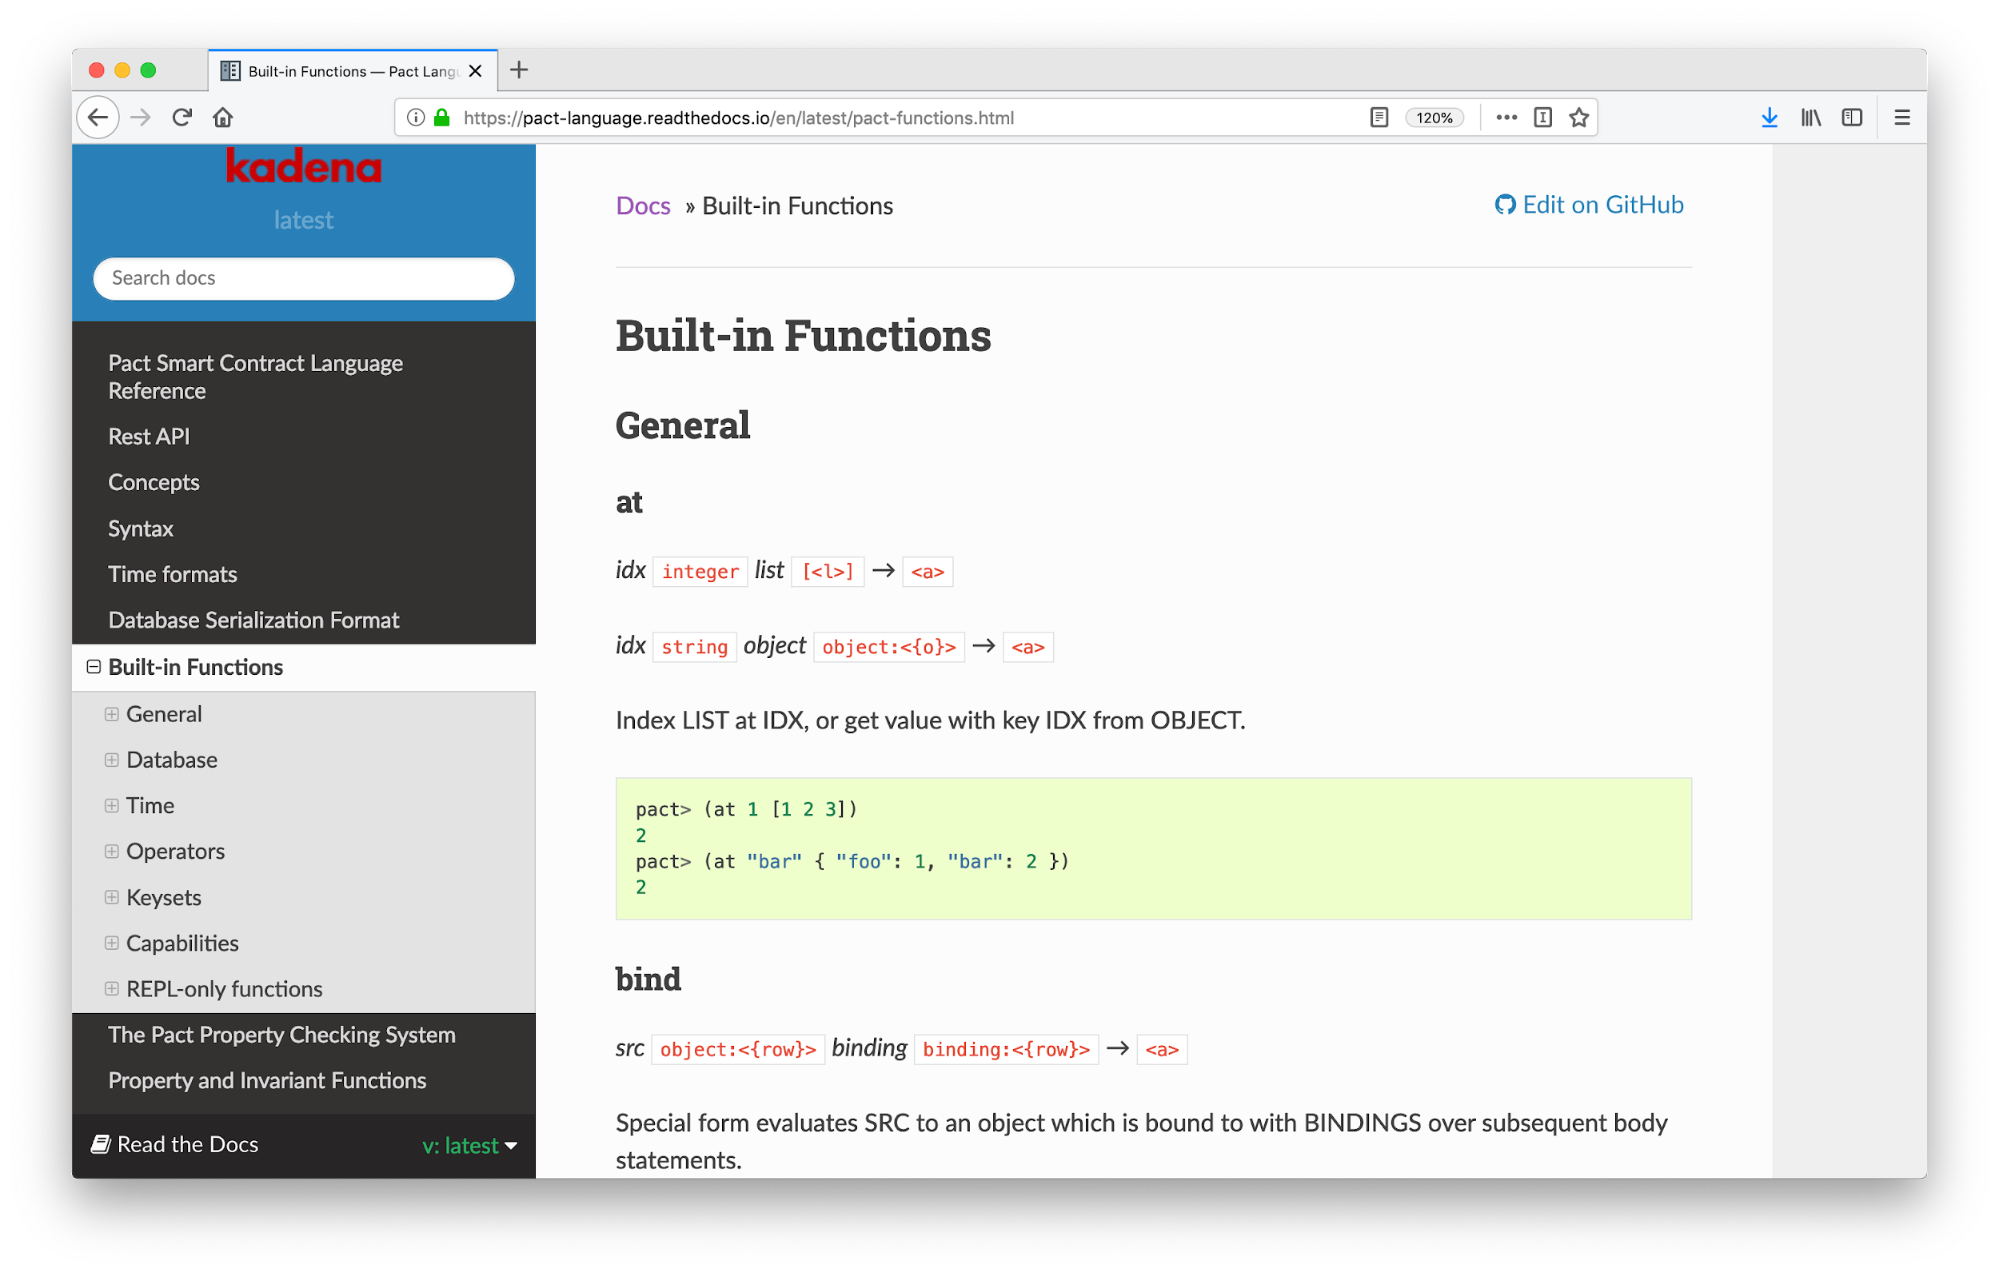 Built-in Functions — Pact Lang
https://pact-language.readthedocs.io/en/latest/pact-functions.html
120%
kadena
latest
Search docs
Pact Smart Contract Language
Reference
Rest API
Concepts
Syntax
Time formats
Database Serialization Format
Built-in Functions
General
Database
Time
Operators
Keysets
Capabilities
REPL-only functions
The Pact Property Checking System
Property and Invariant Functions
Read the Docs
v: latest
Docs » Built-in Functions
Edit on GitHub
Built-in Functions
General
at
idx integer list [<l>] → <a>
idx string object object:<{o}> → <a>
Index LIST at IDX, or get value with key IDX from OBJECT.
pact> (at 1 [1 2 3])
2
pact> (at "bar" { "foo": 1, "bar": 2 })
2
bind
src object:<{row}> binding binding:<{row}> → <a>
Special form evaluates SRC to an object which is bound to with BINDINGS over subsequent body
statements.